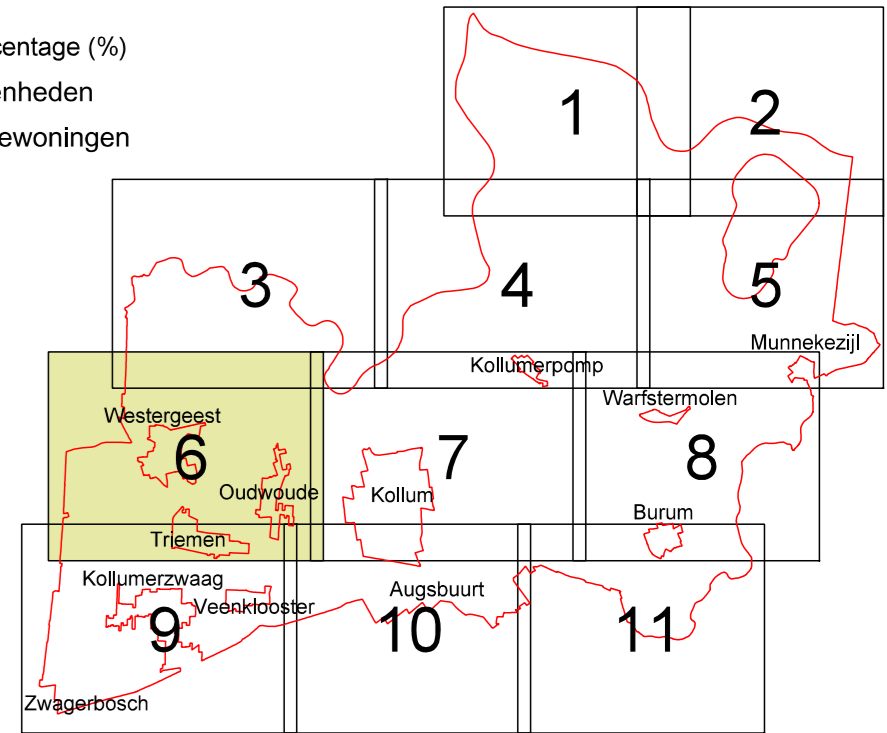 centage (%)
enheden
ewoningen
1
2
3
4
5
Munnekezijl
Kollumerpomp
Warfstermolen
Westergeest
6
7
8
Oudwoude
Kollum
Burum
Triemen
Kollumerzwaag
Veenklooster
Augsbuurt
9
10
11
Zwagerbosch